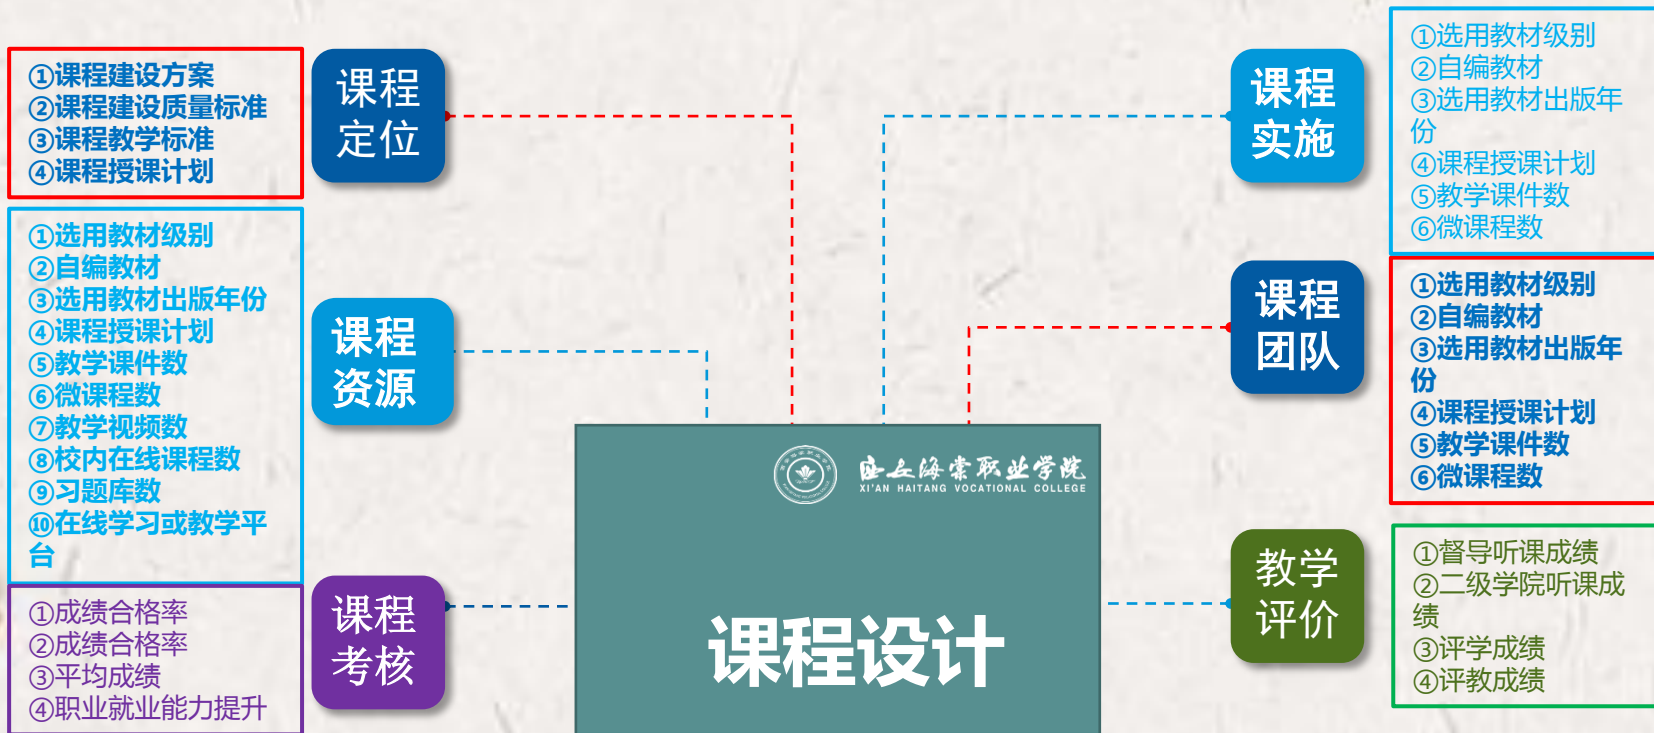 ①课程建设方案
②课程建设质量标准
③课程教学标准
④课程授课计划
课程
定位
①选用教材级别
②自编教材
③选用教材出版年份
④课程授课计划
⑤教学课件数
⑥微课程数
⑦教学视频数
⑧校内在线课程数
⑨习题库数
⑩在线学习或教学平
台
课程
资源
①成绩合格率
②成绩合格率
③平均成绩
④职业就业能力提升
课程
考核
西安海棠职业学院
XI'AN HAITANG VOCATIONAL COLLEGE
课程设计
课程
实施
①选用教材级别
②自编教材
③选用教材出版年
份
④课程授课计划
⑤教学课件数
⑥微课程数
课程
团队
①选用教材级别
②自编教材
③选用教材出版年
份
④课程授课计划
⑤教学课件数
⑥微课程数
教学
评价
①督导听课成绩
②二级学院听课成
绩
③评学成绩
④评教成绩